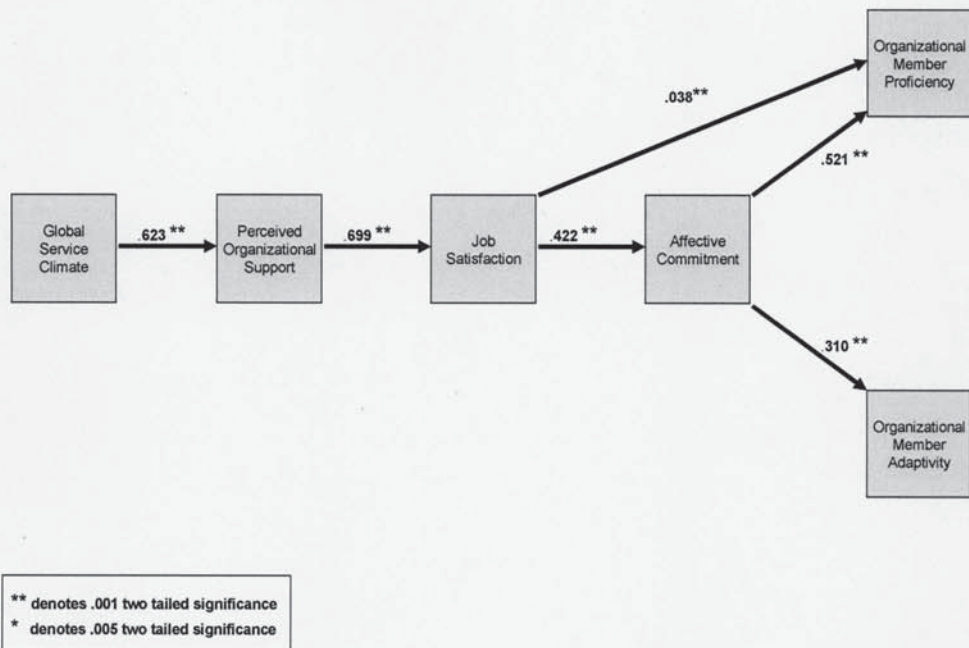 Organizational
Member
Proficiency
.038**
.521 **
Global
Service
Climate
.623 **
Perceived
Organizational
Support
.699 **
Job
Satisfaction
.422 **
Affective
Commitment
.310 **
Organizational
Member
Adaptivity
** denotes .001 two tailed significance
* denotes .005 two tailed significance